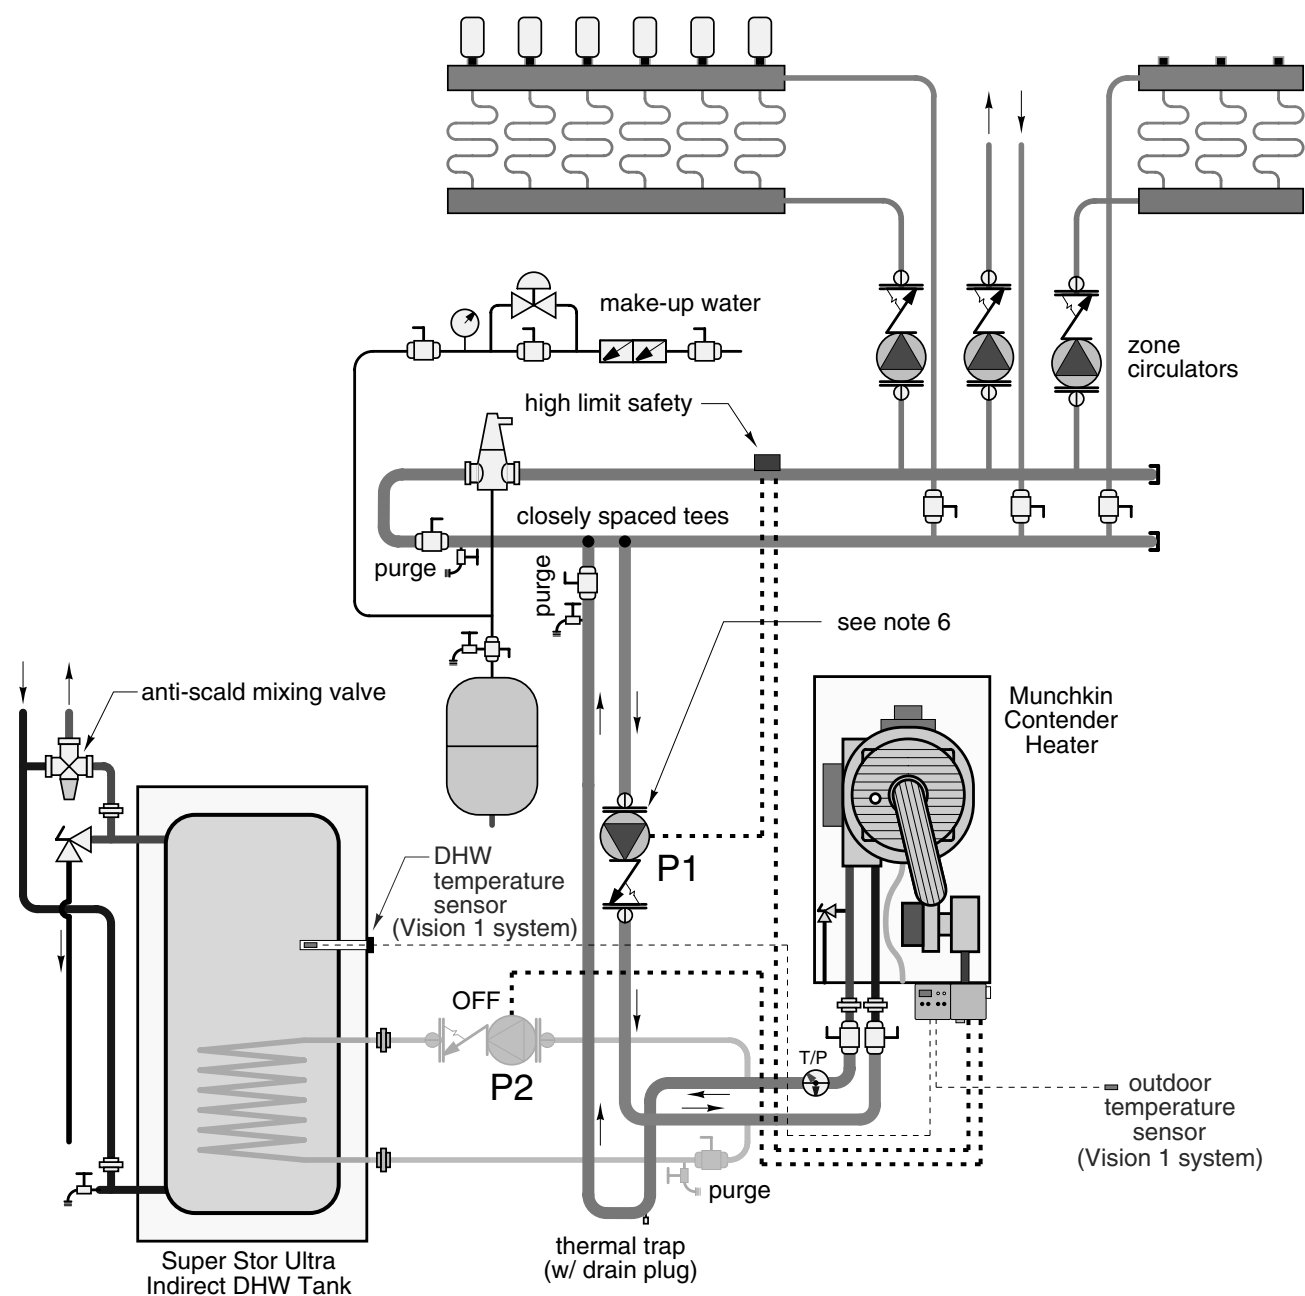 make-up water
zone
circulators
high limit safety
closely spaced tees
purge
purge
see note 6
anti-scald mixing valve
Munchkin
Contender
Heater
P1
DHW
temperature
sensor
(Vision 1 system)
OFF
P2
T/P
outdoor
temperature
sensor
(Vision 1 system)
purge
thermal trap
(w/ drain plug)
Super Stor Ultra
Indirect DHW Tank